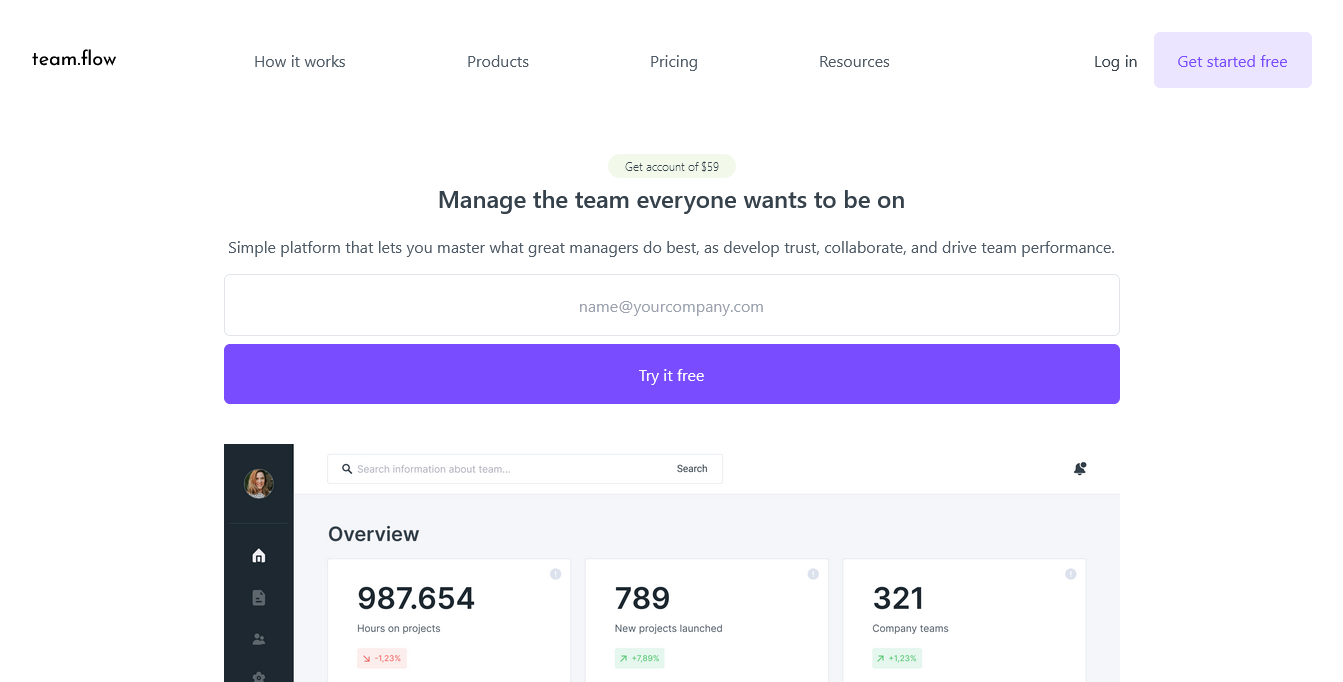 team.flow
How it works
Products
Pricing
Resources
Log in
Get started free
Get account of $59
Manage the team everyone wants to be on
Simple platform that lets you master what great managers do best, as develop trust, collaborate, and drive team performance.
name@yourcompany.com
Try it free
Search information about team...
Search
Overview
987.654
Hours on projects
-1,23%
789
New projects launched
+7,89%
321
Company teams
+1,23%